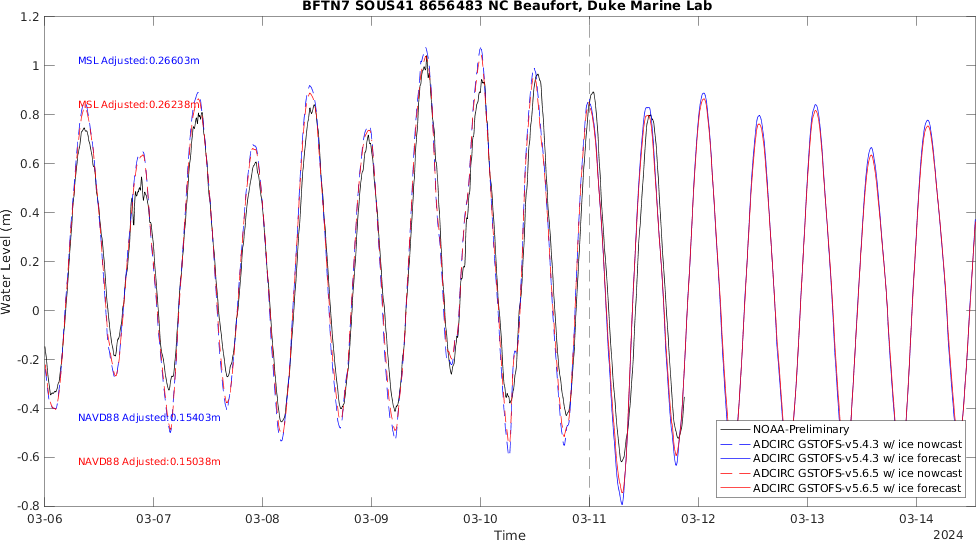 BFTN7 SOUS41 8656483 NC Beaufort, Duke Marine Lab
1.2
1
0.8
0.6
0.4
0.2
0
-0.2
-0.4
-0.6
-0.8
Water Level (m)
MSL Adjusted:0.26603m
MSL Adjusted:0.26238m
NAVD88 Adjusted:0.15403m
NAVD88 Adjusted:0.15038m
NOAA-Preliminary
ADCIRC GSTOFS-v5.4.3 w/ ice nowcast
ADCIRC GSTOFS-v5.4.3 w/ ice forecast
ADCIRC GSTOFS-v5.6.5 w/ ice nowcast
ADCIRC GSTOFS-v5.6.5 w/ ice forecast
03-06 03-07 03-08 03-09 03-10 03-11 03-12 03-13 03-14
Time
2024